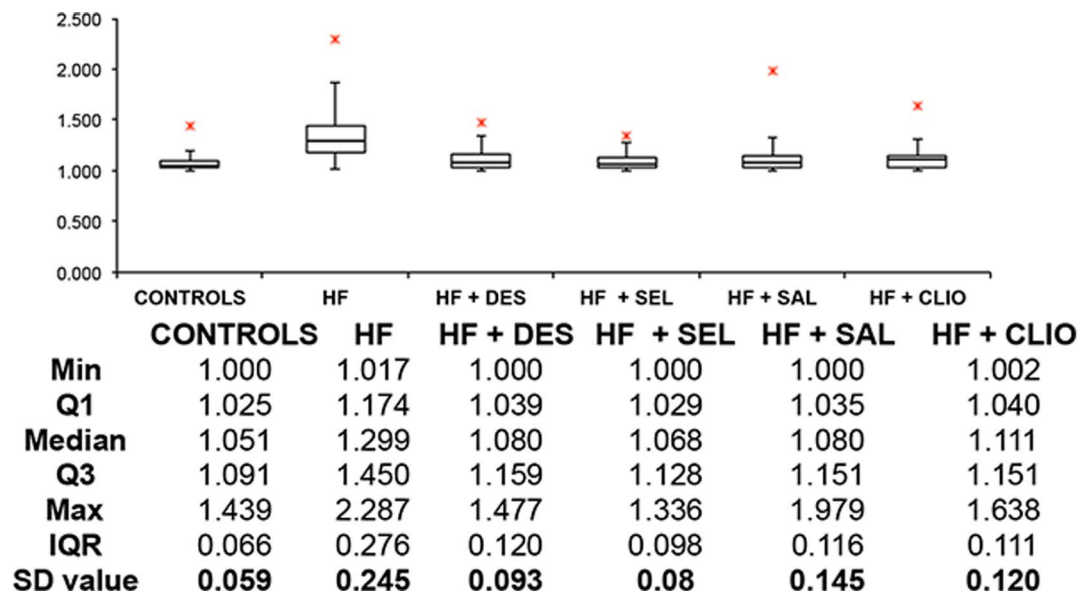 2.500
2.000
1.500
1.000
0.500
0.000
CONTROLS HF HF + DES HF + SEL HF + SAL HF + CLIO
CONTROLS HF HF + DES HF + SEL HF + SAL HF + CLIO
Min 1.000 1.017 1.000 1.000 1.000 1.002
Q1 1.025 1.174 1.039 1.029 1.035 1.040
Median 1.051 1.299 1.080 1.068 1.080 1.111
Q3 1.091 1.450 1.159 1.128 1.151 1.151
Max 1.439 2.287 1.477 1.336 1.979 1.638
IQR 0.066 0.276 0.120 0.098 0.116 0.111
SD value 0.059 0.245 0.093 0.08 0.145 0.120